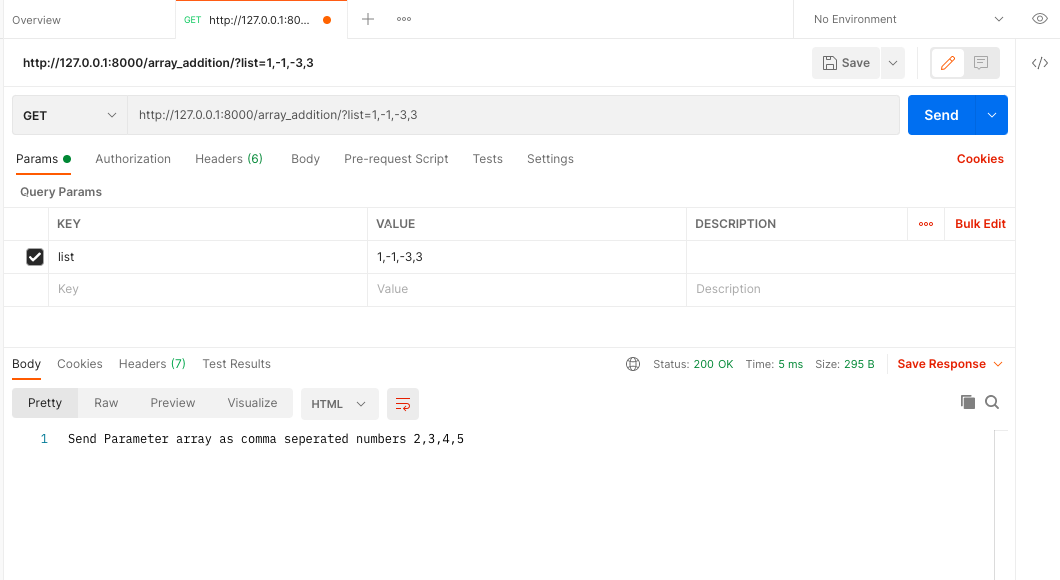 Overview
GET http://127.0.0.1:80...
No Environment
http://127.0.0.1:8000/array_addition/?list=1,-1,-3,3
Save
GET
http://127.0.0.1:8000/array_addition/?list=1,-1,-3,3
Send
Params Authorization Headers (6) Body Pre-request Script Tests Settings Cookies
Query Params
KEY VALUE DESCRIPTION Bulk Edit
list 1,-1,-3,3
Key Value Description
Body Cookies Headers (7) Test Results Status: 200 OK Time: 5 ms Size: 295 B Save Response
Pretty Raw Preview Visualize HTML
1 Send Parameter array as comma seperated numbers 2,3,4,5